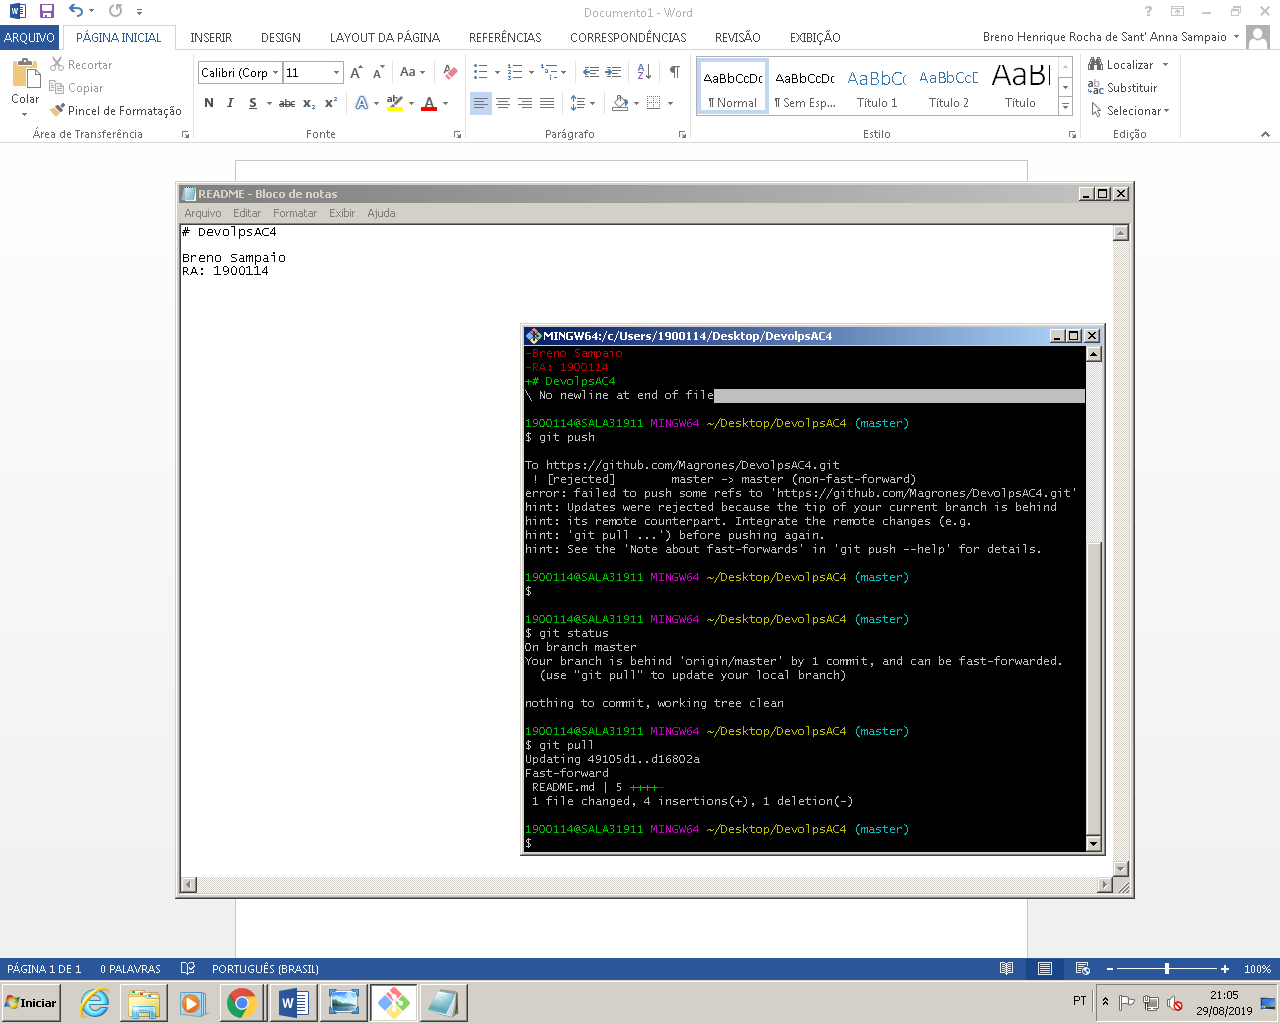 Documento1 - Word
ARQUIVO PÁGINA INICIAL INSERIR DESIGN LAYOUT DA PÁGINA REFERÊNCIAS CORRESPONDÊNCIAS REVISÃO EXIBIÇÃO Breno Henrique Rocha de Sant' Anna Sampaio
Colar
Recortar
Copiar
Pincel de Formatação
Área de Transferência
Calibri (Corp 11
Aa
N I S abc x₂ x²
Fonte
Parágrafo
AaBbCcDc AaBbCcDc AaBbCc AaBbCcD AaBl
¶ Normal ¶ Sem Esp... Título 1 Título 2 Título
Estilo
Localizar
Substituir
Selecionar
Edição
README - Bloco de notas
Arquivo Editar Formatar Exibir Ajuda
# DevolpsAC4
Breno Sampaio
RA: 1900114
MINGW64:/c/Users/1900114/Desktop/DevolpsAC4
-Breno Sampaio
-RA: 1900114
+# DevolpsAC4
\ No newline at end of file
1900114@SALA31911 MINGW64 ~/Desktop/DevolpsAC4 (master)
$ git push
To https://github.com/Magrones/DevolpsAC4.git
! [rejected] master -> master (non-fast-forward)
error: failed to push some refs to 'https://github.com/Magrones/DevolpsAC4.git'
hint: Updates were rejected because the tip of your current branch is behind
hint: its remote counterpart. Integrate the remote changes (e.g.
hint: 'git pull ...') before pushing again.
hint: See the 'Note about fast-forwards' in 'git push --help' for details.
1900114@SALA31911 MINGW64 ~/Desktop/DevolpsAC4 (master)
$
1900114@SALA31911 MINGW64 ~/Desktop/DevolpsAC4 (master)
$ git status
On branch master
Your branch is behind 'origin/master' by 1 commit, and can be fast-forwarded.
(use "git pull" to update your local branch)
nothing to commit, working tree clean
1900114@SALA31911 MINGW64 ~/Desktop/DevolpsAC4 (master)
$ git pull
Updating 49105d1..d16802a
Fast-forward
README.md | 5 ++++-
1 file changed, 4 insertions(+), 1 deletion(-)
1900114@SALA31911 MINGW64 ~/Desktop/DevolpsAC4 (master)
$
PÁGINA 1 DE 1 0 PALAVRAS PORTUGUÊS (BRASIL) 100%
Iniciar
PT
21:05
29/08/2019